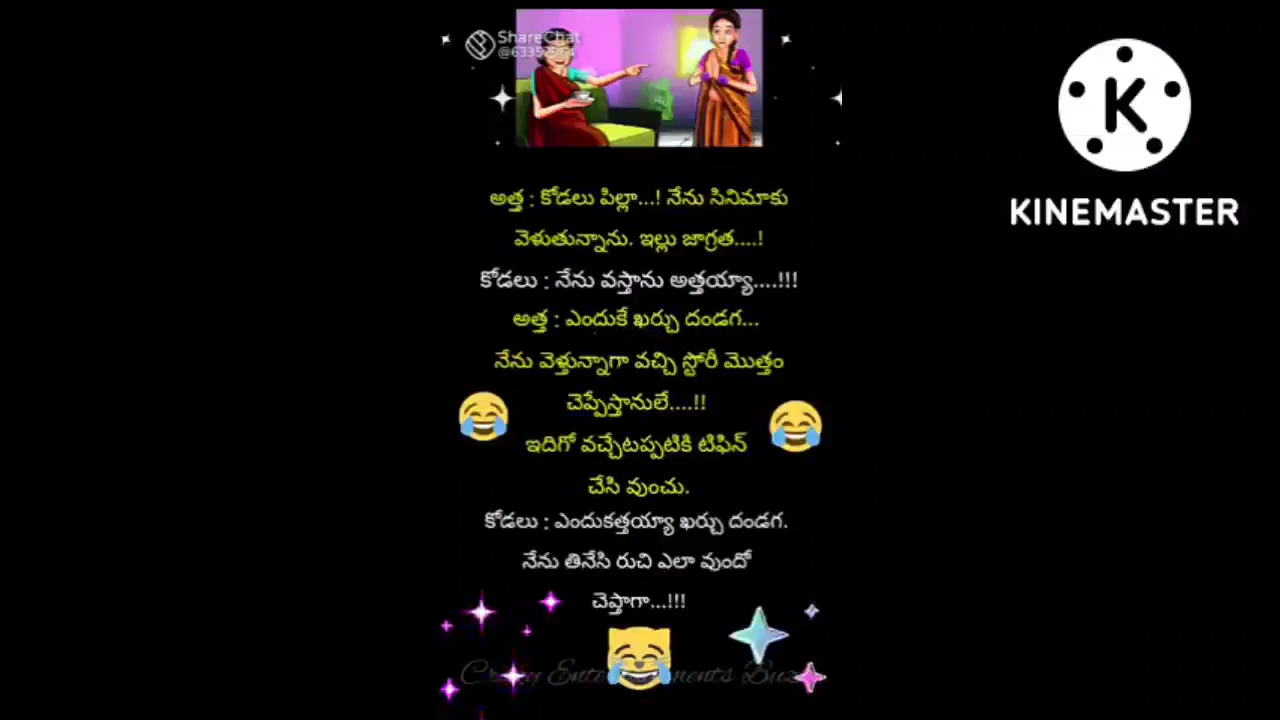 ShareChat
అత్త : కోడలు పిల్లా...! నేను సినిమాకు
వెళుతున్నాను. ఇల్లు జాగ్రత....!
కోడలు : నేను వస్తాను అత్తయ్యా....!!!
అత్త : ఎందుకే ఖర్చు దండగ...
నేను వెళ్తున్నాగా వచ్చి స్టోరీ మొత్తం
చెప్పేస్తానులే....!!
ఇదిగో వచ్చేటప్పటికి టిఫిన్
చేసి వుంచు.
కోడలు : ఎందుకత్తయ్యా ఖర్చు దండగ.
నేను తినేసి రుచి ఎలా వుందో
చెప్తాగా...!!!
K
KINEMASTER